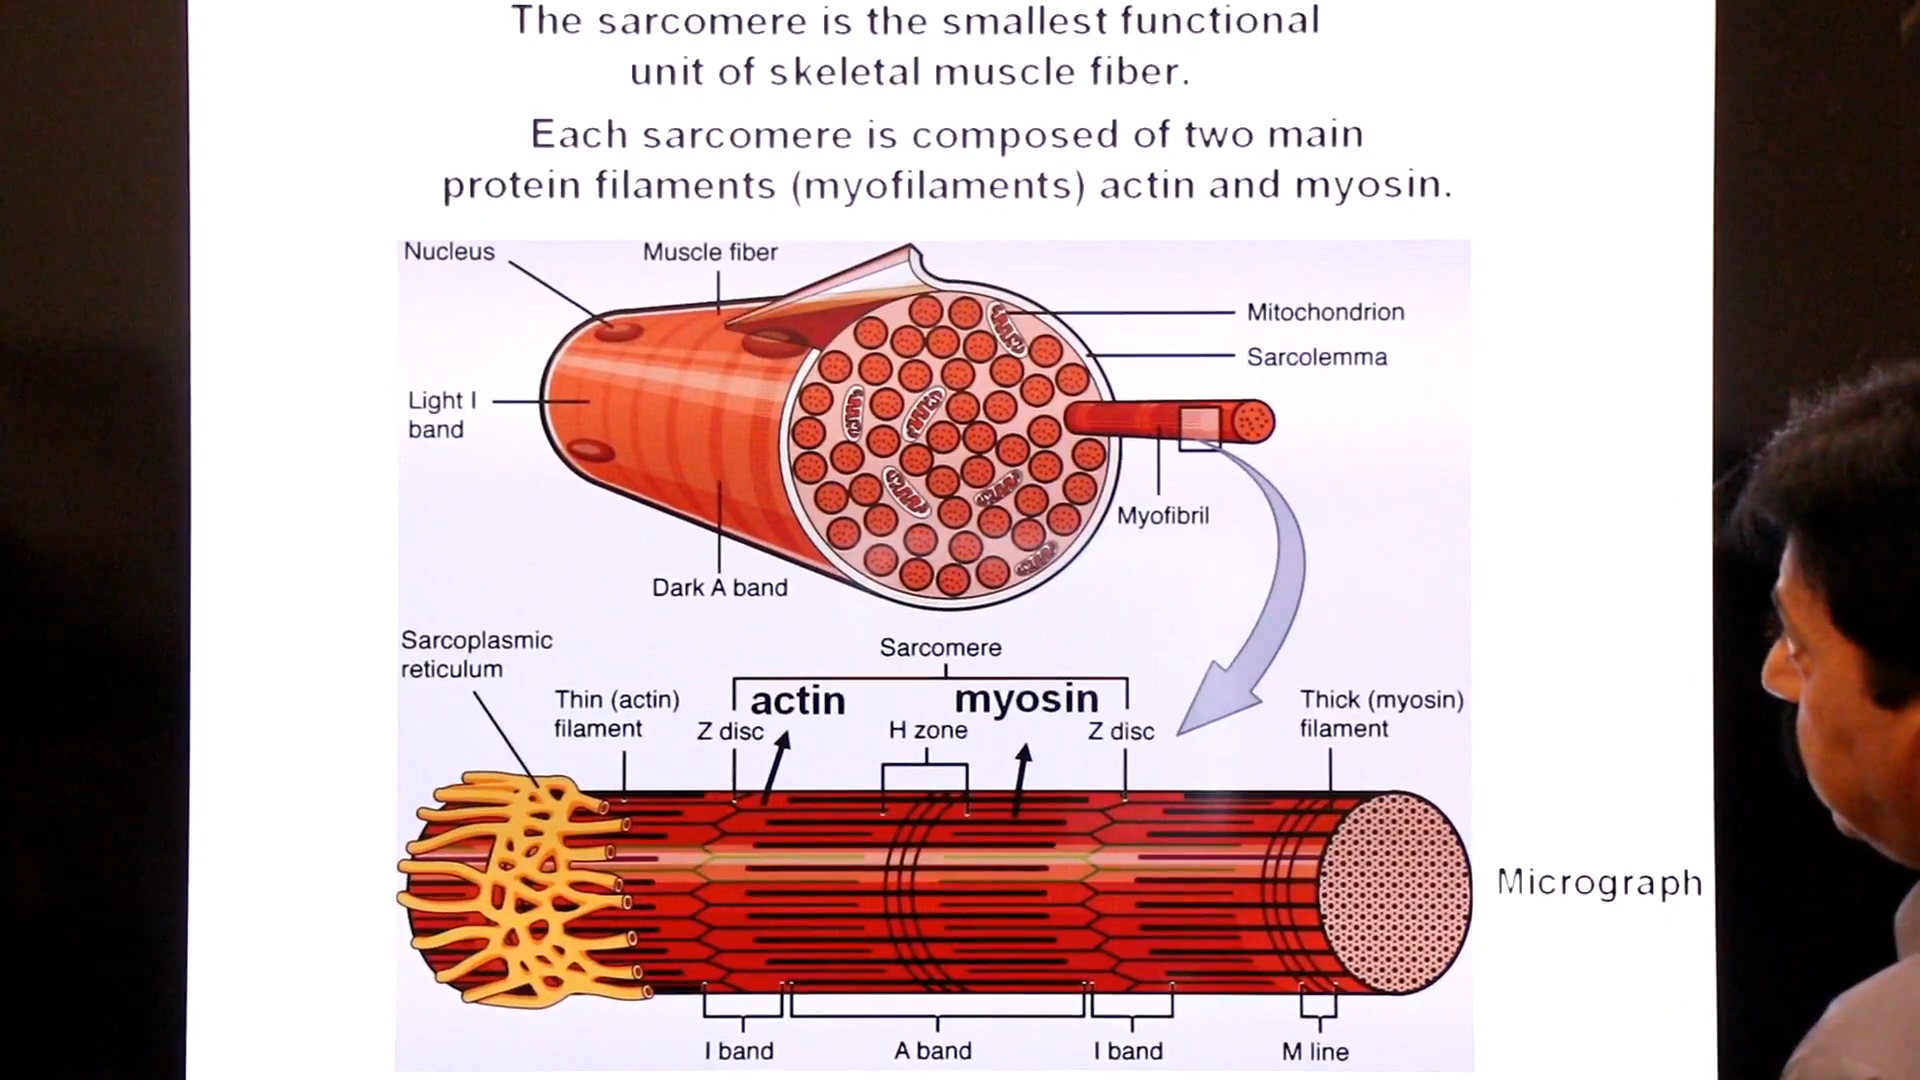 The sarcomere is the smallest functional
unit of skeletal muscle fiber.
Each sarcomere is composed of two main
protein filaments (myofilaments) actin and myosin.
Nucleus
Muscle fiber
Mitochondrion
Sarcolemma
Light I
band
Myofibril
Dark A band
Sarcoplasmic
reticulum
Sarcomere
Thin (actin)
filament
actin
myosin
Thick (myosin)
filament
Z disc
H zone
Z disc
Micrograph
I band
A band
I band
M line